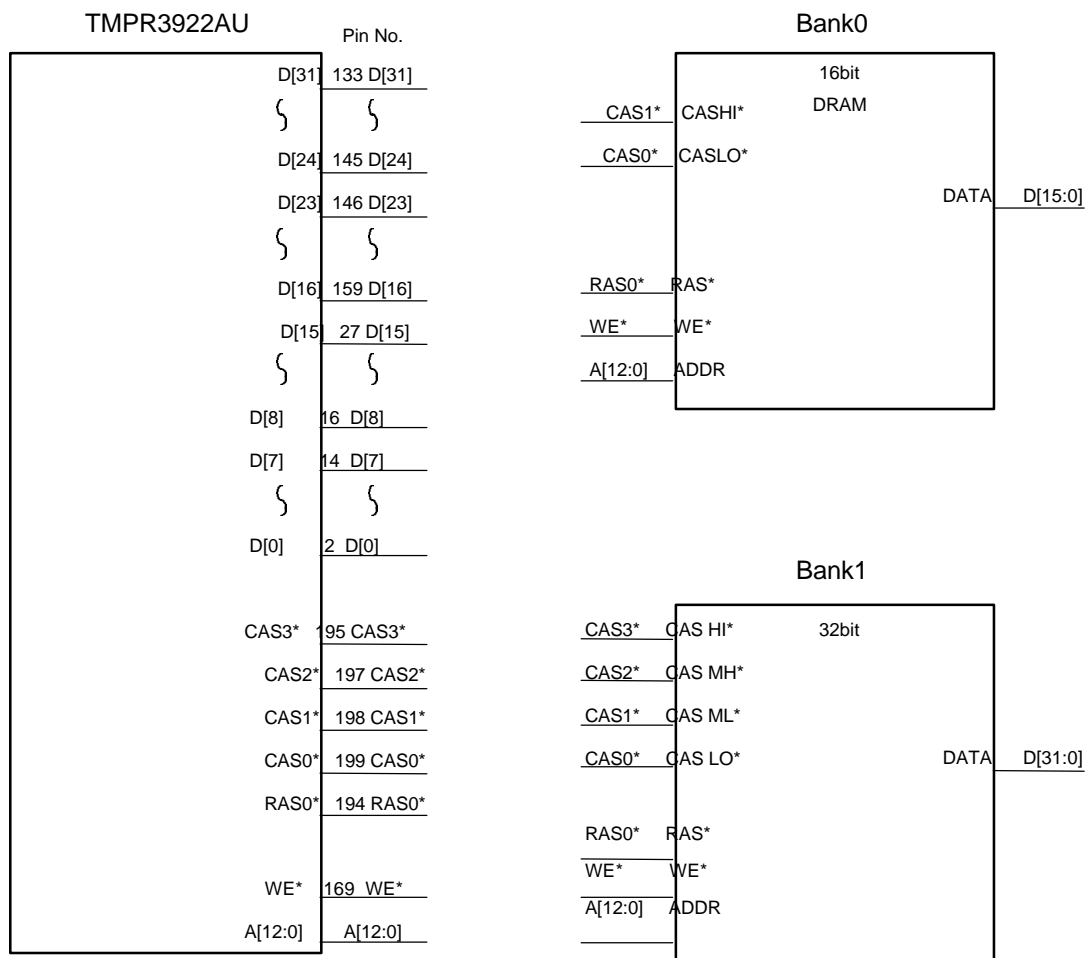 TMPR3922AU
Pin No.
D[31] 133 D[31]
D[24] 145 D[24]
D[23] 146 D[23]
D[16] 159 D[16]
D[15] 27 D[15]
D[8] 16 D[8]
D[7] 14 D[7]
D[0] 2 D[0]
CAS3* 195 CAS3*
CAS2* 197 CAS2*
CAS1* 198 CAS1*
CAS0* 199 CAS0*
RAS0* 194 RAS0*
WE* 169 WE*
A[12:0] A[12:0]
Bank0
16bit
DRAM
CAS1* CASHI*
CAS0* CASLO*
DATA D[15:0]
RAS0* RAS*
WE* WE*
A[12:0] ADDR
Bank1
CAS3* CAS HI* 32bit
CAS2* CAS MH*
CAS1* CAS ML*
CAS0* CAS LO* DATA D[31:0]
RAS0* RAS*
WE* WE*
A[12:0] ADDR